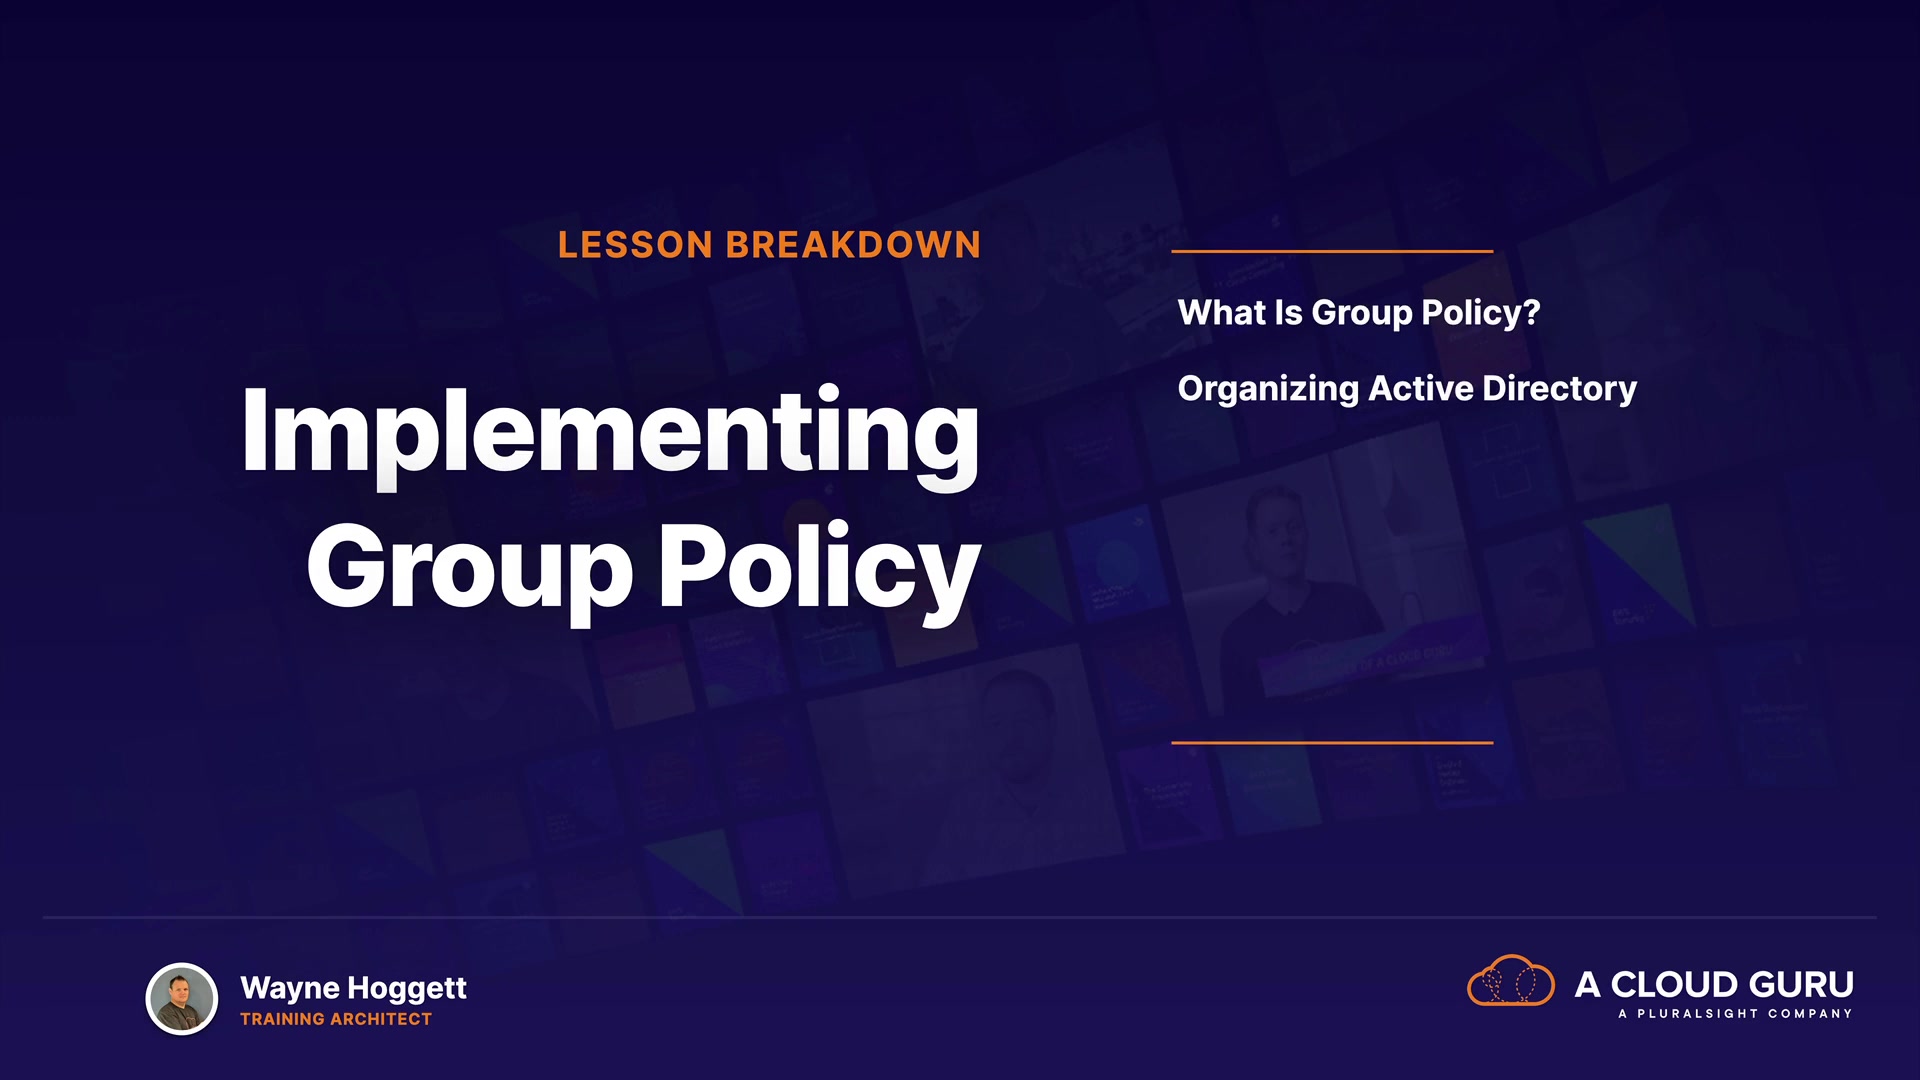 LESSON BREAKDOWN
Implementing
Group Policy
What Is Group Policy?
Organizing Active Directory
Wayne Hoggett
TRAINING ARCHITECT
A CLOUD GURU
A PLURALSIGHT COMPANY